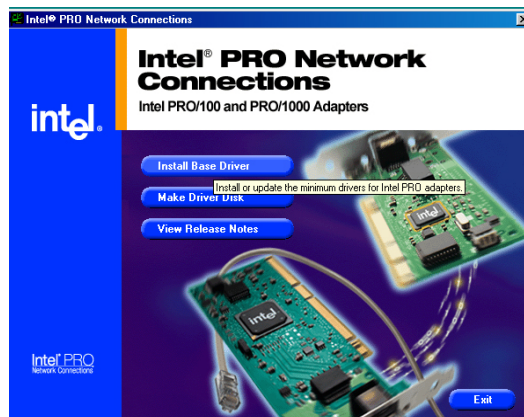 Intel® PRO Network Connections
Intel® PRO Network
Connections
Intel PRO/100 and PRO/1000 Adapters
intel.
Install Base Driver
Install or update the minimum drivers for Intel PRO adapters.
Make Driver Disk
View Release Notes
intel
intel
Intel® PRO
Network Connections
Exit